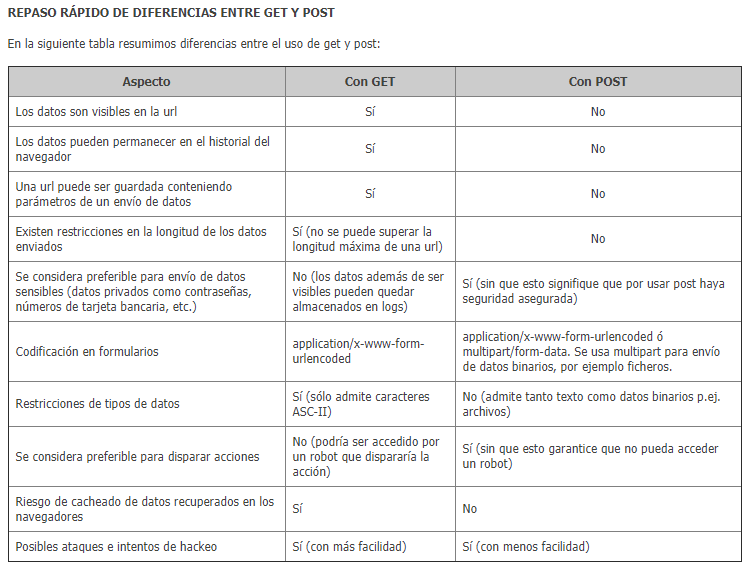 REPASO RÁPIDO DE DIFERENCIAS ENTRE GET Y POST
En la siguiente tabla resumimos diferencias entre el uso de get y post:
Aspecto
Con GET
Con POST
Los datos son visibles en la url
Sí
No
Los datos pueden permanecer en el historial del
navegador
Sí
No
Una url puede ser guardada conteniendo
parámetros de un envío de datos
Sí
No
Existen restricciones en la longitud de los datos
enviados
Sí (no se puede superar la
longitud máxima de una url)
No
Se considera preferible para envío de datos
sensibles (datos privados como contraseñas,
números de tarjeta bancaria, etc.)
No (los datos además de ser
visibles pueden quedar
almacenados en logs)
Sí (sin que esto signifique que por usar post haya
seguridad asegurada)
Codificación en formularios
application/x-www-form-
urlencoded
application/x-www-form-urlencoded ó
multipart/form-data. Se usa multipart para envío
de datos binarios, por ejemplo ficheros.
Restricciones de tipos de datos
Sí (sólo admite caracteres
ASC-II)
No (admite tanto texto como datos binarios p.ej.
archivos)
Se considera preferible para disparar acciones
No (podría ser accedido por
un robot que dispararía la
acción)
Sí (sin que esto garantice que no pueda acceder
un robot)
Riesgo de cacheado de datos recuperados en los
navegadores
Sí
No
Posibles ataques e intentos de hackeo
Sí (con más facilidad)
Sí (con menos facilidad)